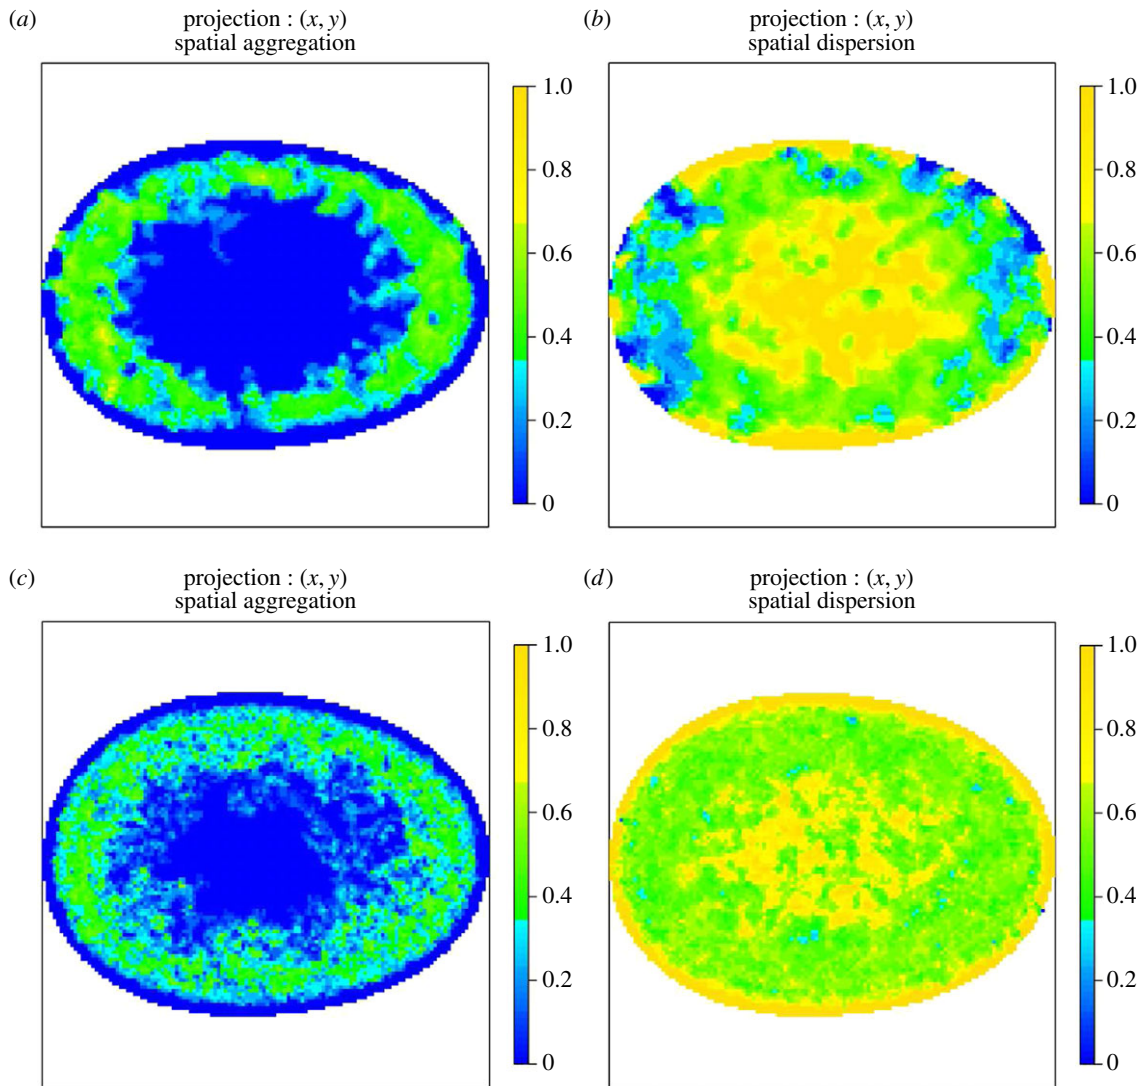 (a)
projection : (x, y)
spatial aggregation
1.0
0.8
0.6
0.4
0.2
0
(b)
projection : (x, y)
spatial dispersion
1.0
0.8
0.6
0.4
0.2
0
(c)
projection : (x, y)
spatial aggregation
1.0
0.8
0.6
0.4
0.2
0
(d)
projection : (x, y)
spatial dispersion
1.0
0.8
0.6
0.4
0.2
0